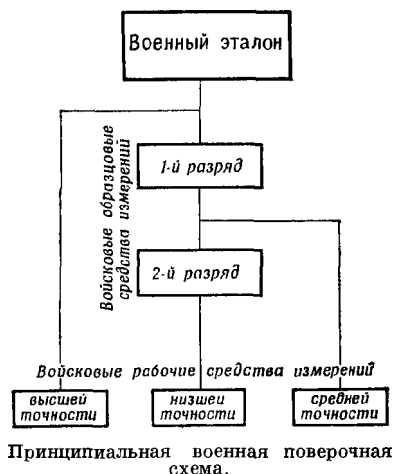 Военный эталон
Войсковые образцовые
средства измерений
1-й разряд
2-й разряд
Войсковые рабочие средства измерений
высшей
точности
низшей
точности
средней
точности
Принципиальная военная поверочная
схема.